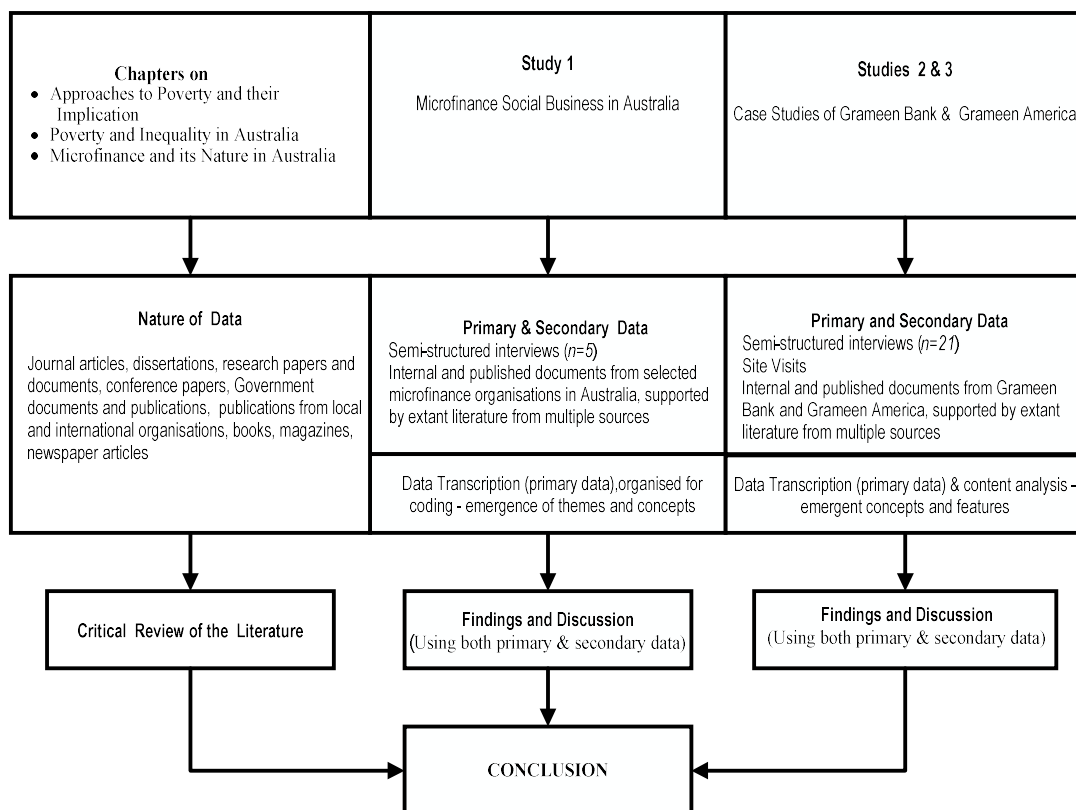 Chapters on
• Approaches to Poverty and their
Implication
• Poverty and Inequality in Australia
• Microfinance and its Nature in Australia
Study 1
Microfinance Social Business in Australia
Studies 2 & 3
Case Studies of Grameen Bank & Grameen America
Nature of Data
Journal articles, dissertations, research papers and
documents, conference papers, Government
documents and publications, publications from local
and international organisations, books, magazines,
newspaper articles
Primary & Secondary Data
Semi-structured interviews (n=5)
Internal and published documents from selected
microfinance organisations in Australia, supported
by extant literature from multiple sources
Primary and Secondary Data
Semi-structured interviews (n=21)
Site Visits
Internal and published documents from Grameen
Bank and Grameen America, supported by extant
literature from multiple sources
Data Transcription (primary data),organised for
coding - emergence of themes and concepts
Data Transcription (primary data) & content analysis -
emergent concepts and features
Critical Review of the Literature
Findings and Discussion
(Using both primary & secondary data)
Findings and Discussion
(Using both primary & secondary data)
CONCLUSION